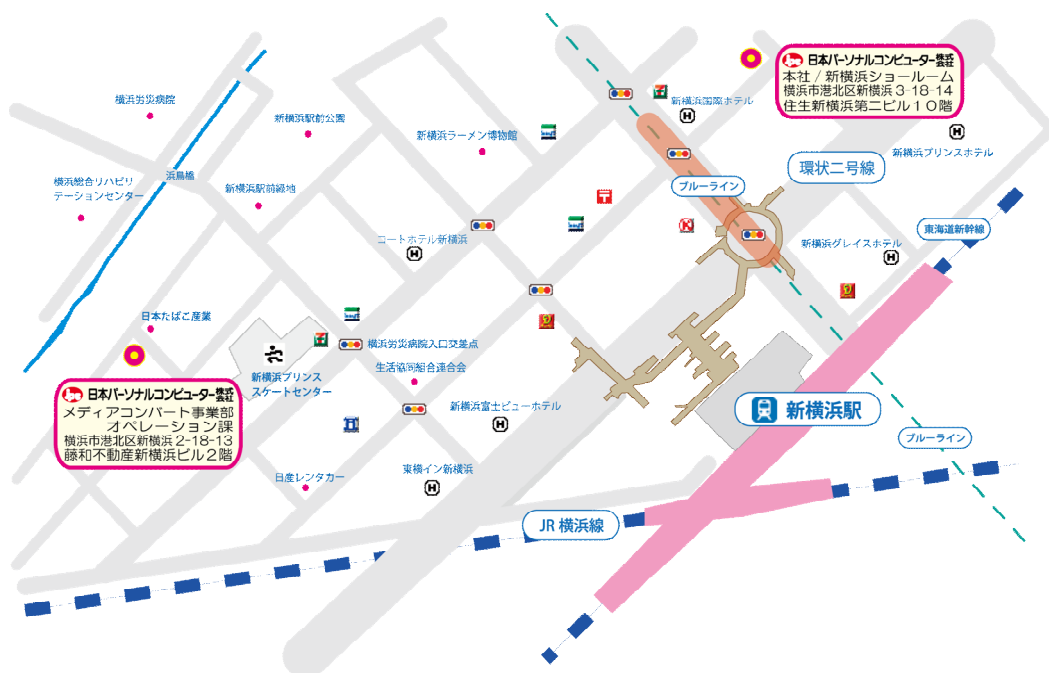 日本パーソナルコンピューター株式会社
本社 / 新横浜ショールーム
横浜市港北区新横浜 3-18-14
住生新横浜第二ビル10階
横浜労災病院
新横浜駅前公園
新横浜ラーメン博物館
新横浜国際ホテル
新横浜プリンスホテル
環状二号線
ブルーライン
浜鳥橋
横浜総合リハビリ
テーションセンター
新横浜駅前緑地
コートホテル新横浜
新横浜グレイスホテル
東海道新幹線
日本たばこ産業
横浜労災病院入口交差点
生活協同組合連合会
新横浜プリンス
スケートセンター
日本パーソナルコンピューター株式会社
メディアコンバート事業部
オペレーション課
横浜市港北区新横浜 2-18-13
藤和不動産新横浜ビル2階
新横浜富士ビューホテル
新横浜駅
ブルーライン
日産レンタカー
東横イン新横浜
JR 横浜線